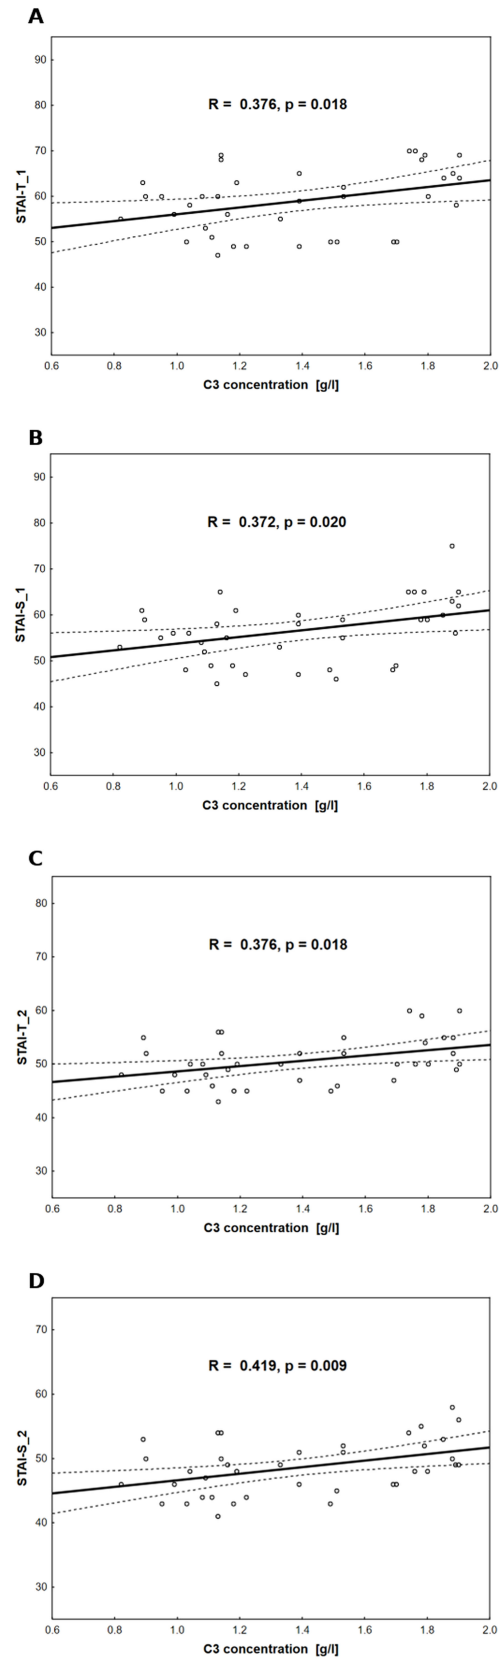 A
90
80
R = 0.376, p = 0.018
70
STAI-T_1
60
50
40
30
0.6 0.8 1.0 1.2 1.4 1.6 1.8 2.0
C3 concentration [g/l]
B
90
80
R = 0.372, p = 0.020
70
STAI-S_1
60
50
40
30
0.6 0.8 1.0 1.2 1.4 1.6 1.8 2.0
C3 concentration [g/l]
C
80
R = 0.376, p = 0.018
70
60
STAI-T_2
50
40
30
0.6 0.8 1.0 1.2 1.4 1.6 1.8 2.0
C3 concentration [g/l]
D
70
R = 0.419, p = 0.009
60
STAI-S_2
50
40
30
0.6 0.8 1.0 1.2 1.4 1.6 1.8 2.0
C3 concentration [g/l]